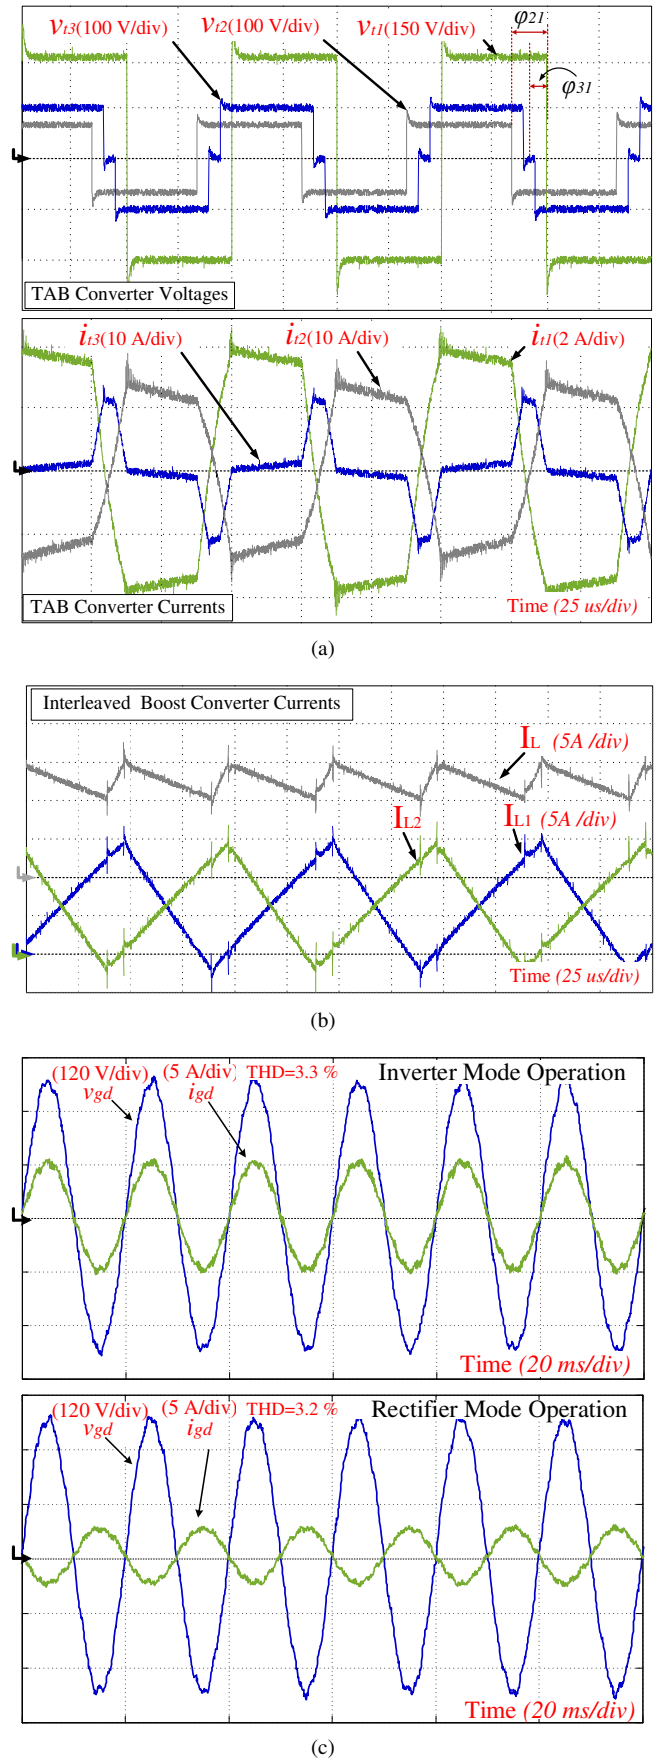 vt3(100 V/div) vt2(100 V/div) vt1(150 V/div) φ21
φ31
TAB Converter Voltages
it3(10 A/div) it2(10 A/div) it1(2 A/div)
TAB Converter Currents Time (25 us/div)
(a)
Interleaved Boost Converter Currents
IL (5A /div)
IL2 IL1 (5A /div)
Time (25 us/div)
(b)
(120 V/div) (5 A/div) THD=3.3 % Inverter Mode Operation
vgd igd
Time (20 ms/div)
(120 V/div) (5 A/div) THD=3.2 % Rectifier Mode Operation
vgd igd
Time (20 ms/div)
(c)